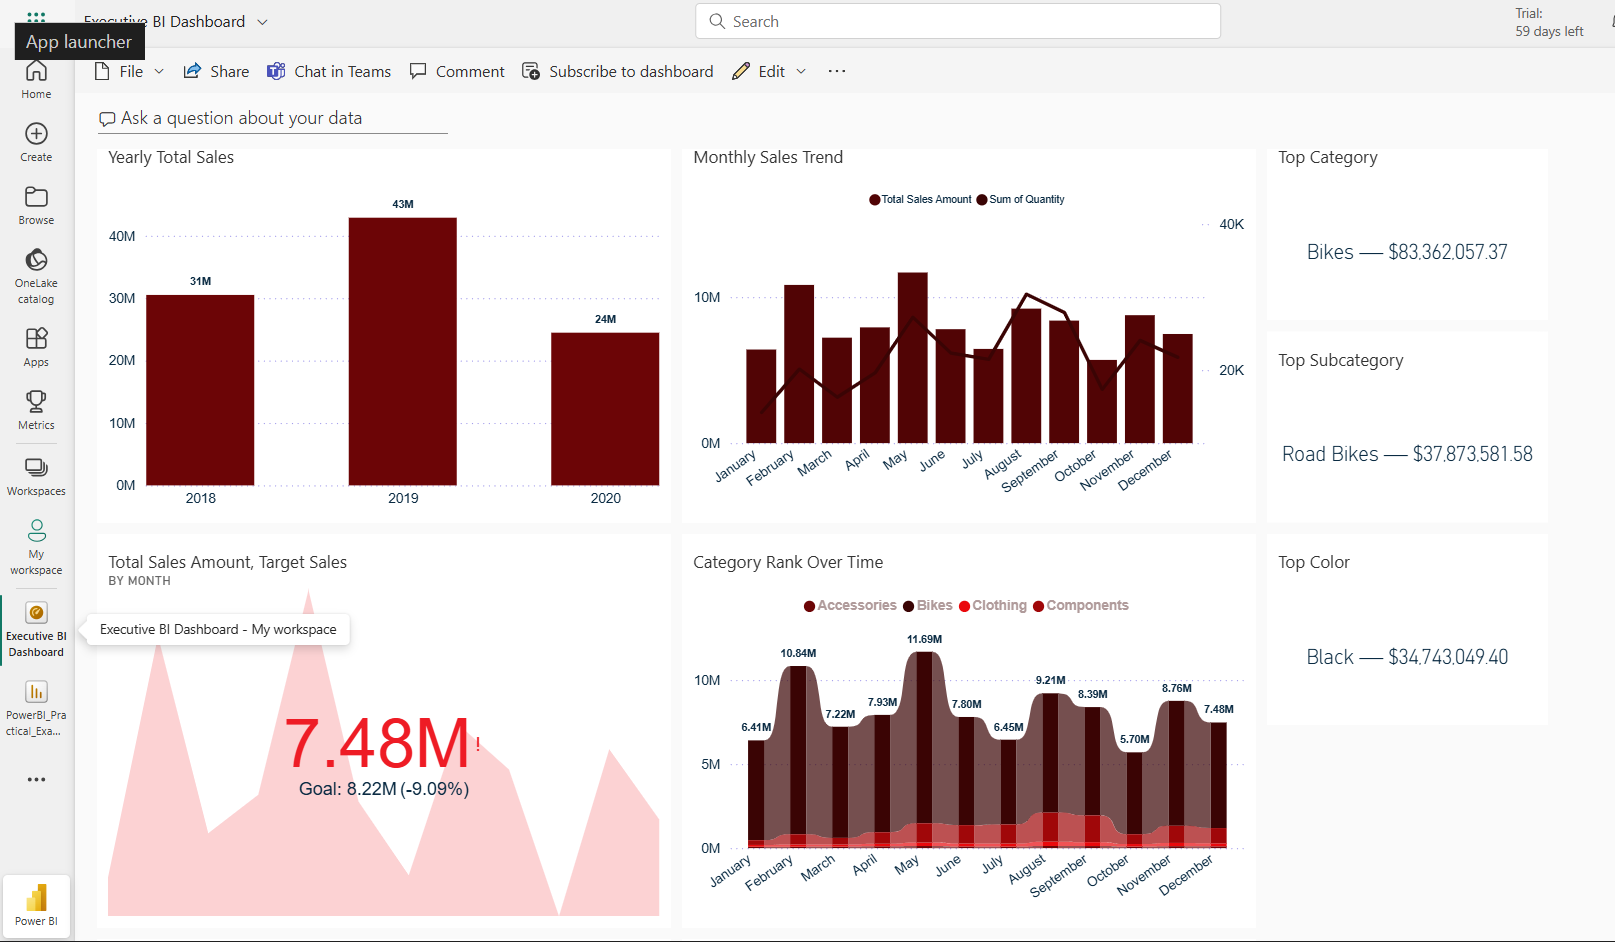 Executive BI Dashboard
Search
Trial:
59 days left
App launcher
File
Share
Chat in Teams
Comment
Subscribe to dashboard
Edit
Home
Create
Browse
OneLake
catalog
Apps
Metrics
Workspaces
My
workspace
Executive BI
Dashboard
PowerBI_Pra
ctical_Exa...
Power BI
Executive BI Dashboard - My workspace
Ask a question about your data
Yearly Total Sales
43M
40M
31M
30M
24M
20M
10M
0M
2018 2019 2020
Monthly Sales Trend
Total Sales Amount Sum of Quantity
40K
10M
20K
0M
January February March April May June July August September October November December
Top Category
Bikes — $83,362,057.37
Top Subcategory
Road Bikes — $37,873,581.58
Total Sales Amount, Target Sales
BY MONTH
7.48M!
Goal: 8.22M (-9.09%)
Category Rank Over Time
Accessories Bikes Clothing Components
6.41M 10.84M 7.22M 7.93M 11.69M 7.80M 6.45M 9.21M 8.39M 5.70M 8.76M 7.48M
10M
5M
0M
January February March April May June July August September October November December
Top Color
Black — $34,743,049.40